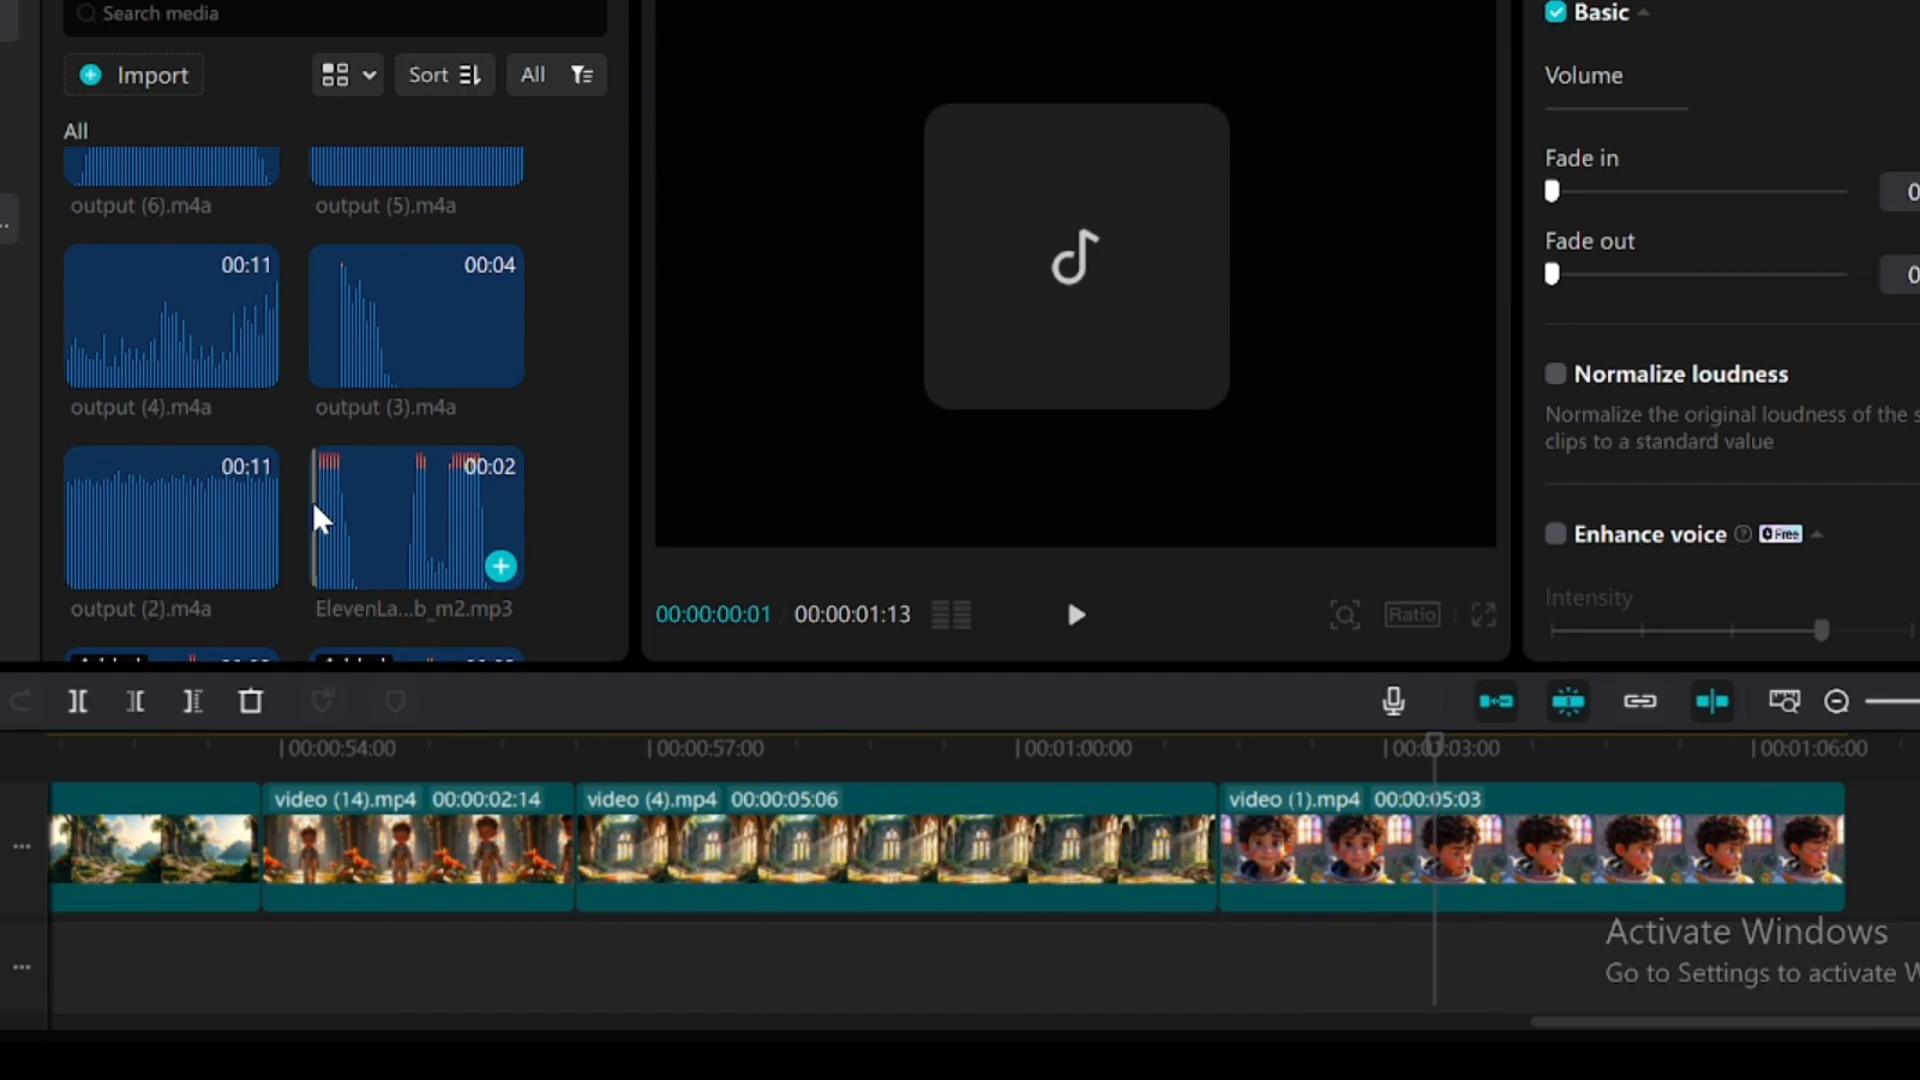 Search media
Import
Sort
All
All
output (6).m4a
output (5).m4a
00:11
00:04
output (4).m4a
output (3).m4a
00:11
00:02
output (2).m4a
ElevenLa...b_m2.mp3
00:00:00:01 / 00:00:01:13
Ratio
Basic
Volume
Fade in
Fade out
Normalize loudness
Normalize the original loudness of the s
clips to a standard value
Enhance voice
Free
Intensity
00:00:54:00
00:00:57:00
00:01:00:00
00:01:03:00
00:01:06:00
video (14).mp4 00:00:02:14
video (4).mp4 00:00:05:06
video (1).mp4 00:00:05:03
Activate Windows
Go to Settings to activate W